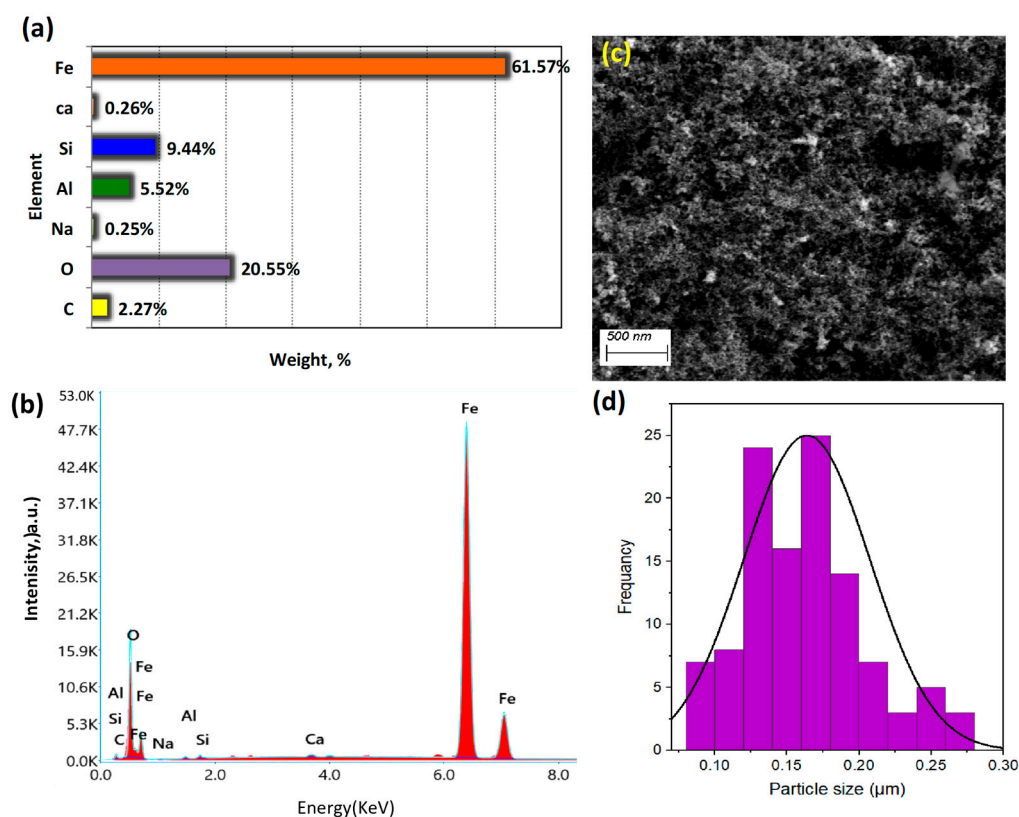 (a)
Element
Fe
61.57%
ca
0.26%
Si
9.44%
Al
5.52%
Na
0.25%
O
20.55%
C
2.27%
Weight, %
(c)
500 nm
(b)
Intenisity,)a.u.)
53.0K
47.7K
42.4K
37.1K
31.8K
26.5K
21.2K
15.9K
10.6K
5.3K
0.0K
O
Fe
Al
Fe
Si
C
Fe
Na
Al
Si
Ca
Fe
Fe
0.0
2.0
4.0
6.0
8.0
Energy(KeV)
(d)
Frequancy
25
20
15
10
5
0
0.10
0.15
0.20
0.25
0.30
Particle size (μm)